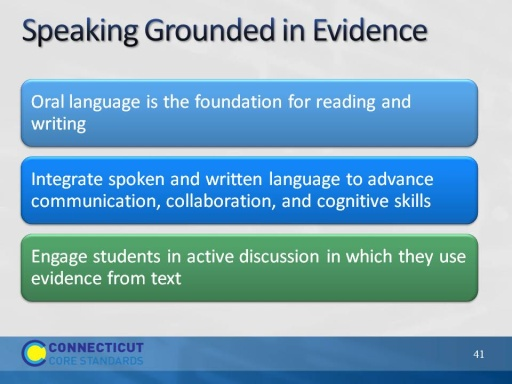 Speaking Grounded in Evidence
Oral language is the foundation for reading and
writing
Integrate spoken and written language to advance
communication, collaboration, and cognitive skills
Engage students in active discussion in which they use
evidence from text
CONNECTICUT
CORE STANDARDS
41